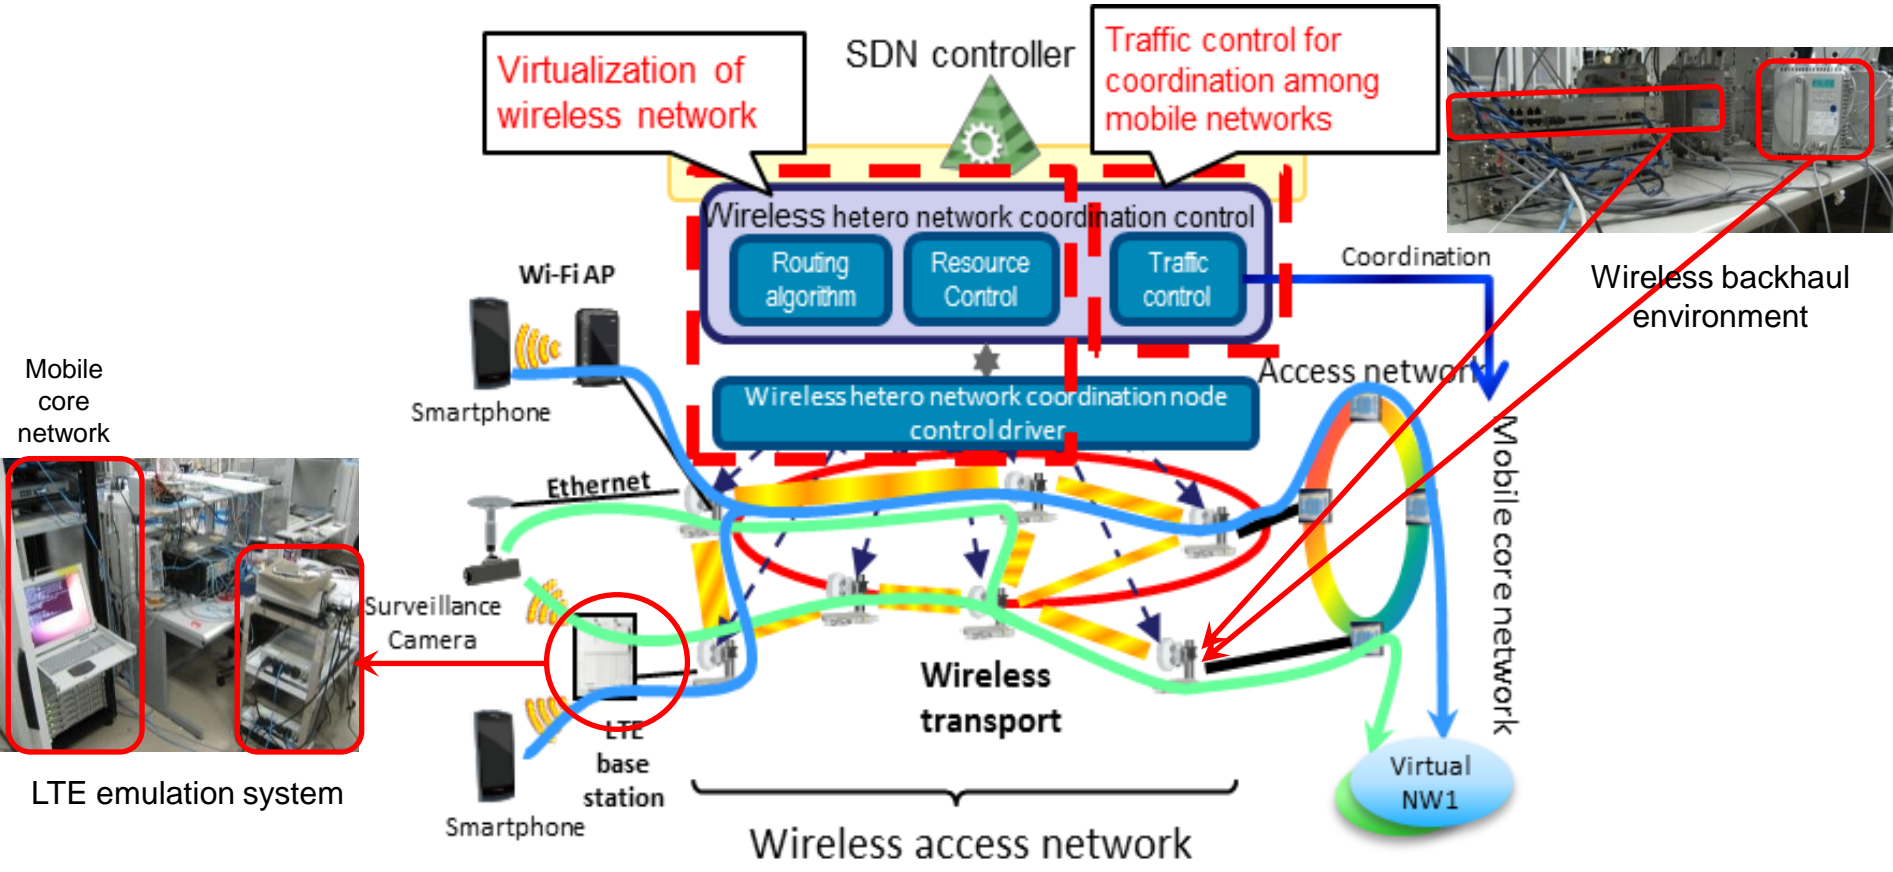 Virtualization of
wireless network
SDN controller
Traffic control for
coordination among
mobile networks
Wireless hetero network coordination control
Routing
algorithm
Resource
Control
Traffic
control
Coordination
Wireless backhaul
environment
Wi-Fi AP
Smartphone
Access network
Wireless hetero network coordination node
control driver
Mobile
core
network
Ethernet
Mobile core network
Surveillance
Camera
LTE
base
station
Wireless
transport
Smartphone
LTE emulation system
Virtual
NW1
Wireless access network